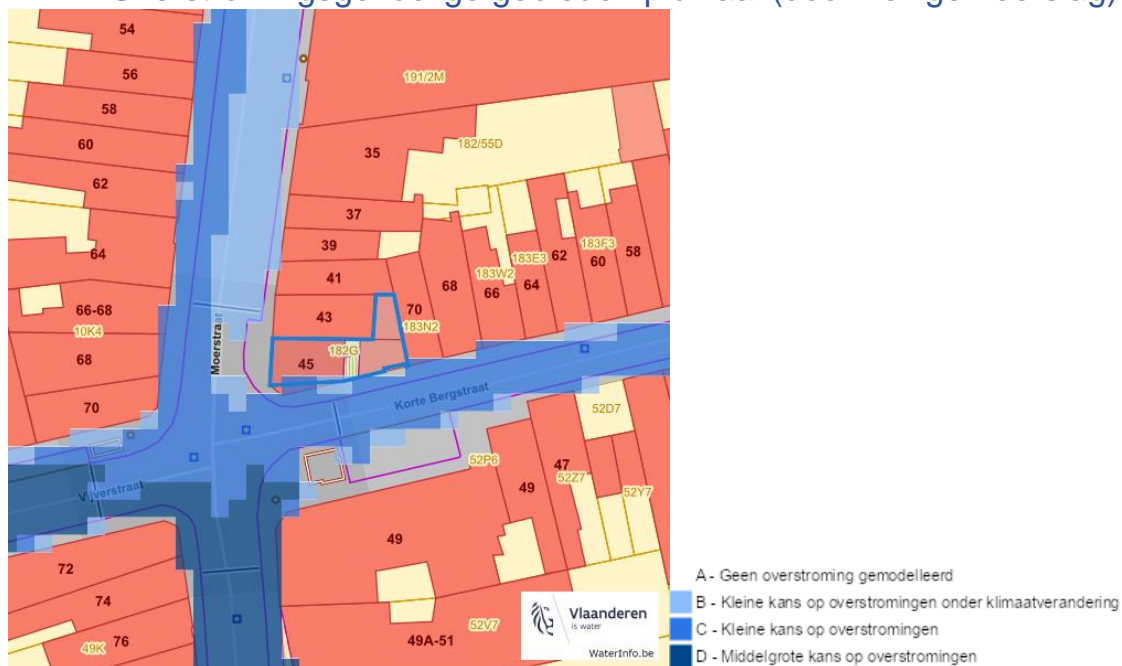 54
191/2M
56
58
60
182/55D
35
62
37
64
39
183F3
62
60
58
183E3
41
68
183W2
66
64
66-68
43
70
10K4
183N2
Moerstraat
68
45
182G
70
Korte Bergstraat
52D7
52P6
47
52Z7
49
52Y7
Vijverstraat
49
72
74
76
49K
52V7
49A-51
Vlaanderen
is water
WaterInfo.be
A - Geen overstroming gemodelleerd
B - Kleine kans op overstromingen onder klimaatverandering
C - Kleine kans op overstromingen
D - Middelgrote kans op overstromingen